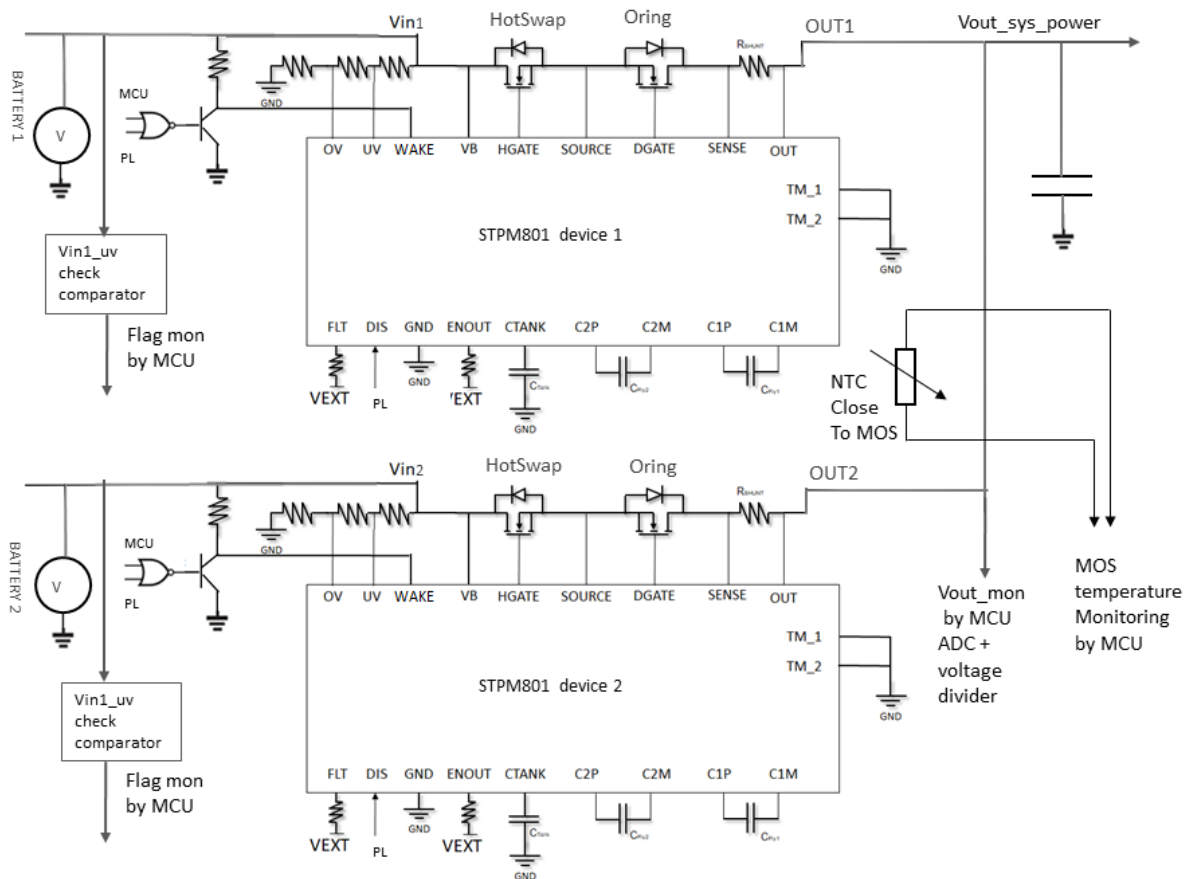 Vin1
HotSwap
Oring
OUT1
Vout_sys_power
RSHUNT
BATTERY 1
V
MCU
PL
GND
OV UV WAKE VB HGATE SOURCE DGATE SENSE OUT
TM_1
TM_2
GND
STPM801 device 1
Vin1_uv
check
comparator
Flag mon
by MCU
FLT DIS GND ENOUT CTANK C2P C2M C1P C1M
GND
VEXT
PL
'EXT
CTank
GND
NTC
Close
To MOS
Vin2
HotSwap
Oring
OUT2
RSHUNT
BATTERY 2
V
MCU
PL
GND
OV UV WAKE VB HGATE SOURCE DGATE SENSE OUT
TM_1
TM_2
GND
STPM801 device 2
Vout_mon
by MCU
ADC +
voltage
divider
MOS
temperature
Monitoring
by MCU
Vin1_uv
check
comparator
Flag mon
by MCU
FLT DIS GND ENOUT CTANK C2P C2M C1P C1M
GND
VEXT
PL
VEXT
CTank
GND